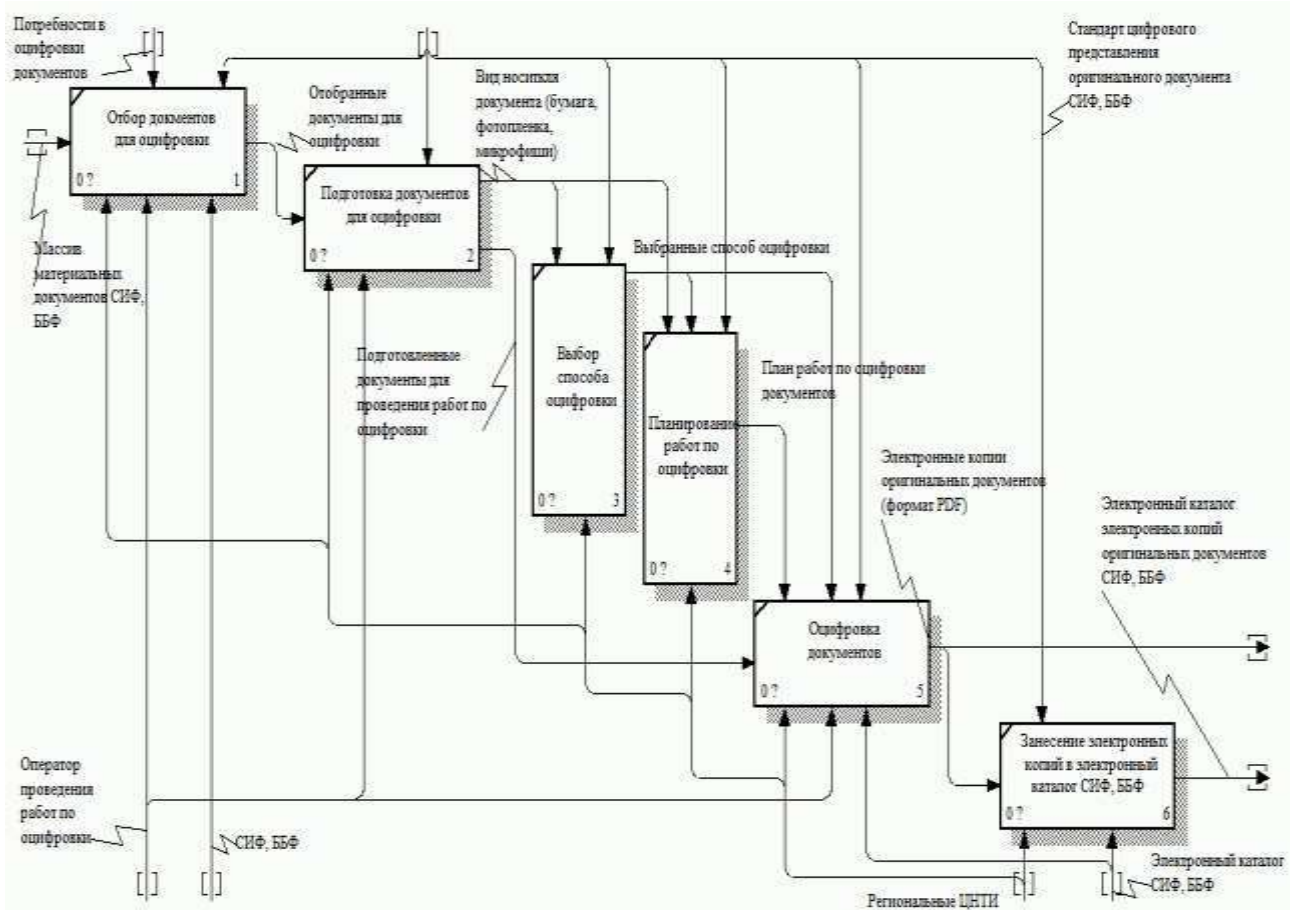 Потребности в
оцифровки
документов
Отбор докментов
для оцифровки
0 ?
1
Отобранные
документы для
оцифровки
Вид носиткля
документа (бумага,
фотопленка,
микрофиши)
Стандарт цифрового
представления
оригинального документа
СИФ, ББФ
Массив
материальных
документов СИФ,
ББФ
Подготовка документов
для оцифровки
0 ?
2
Выбранные способ оцифровки
Подготовленные
документы для
проведения работ по
оцифровки
Выбор
способа
оцифровки
0 ?
3
Планировани
работ по
оцифровки
0 ?
4
План работ по оцифровки
документов
Электронные копии
оригинальных документов
(формат PDF)
Электронный каталог
электронных копий
оригинальных документов
СИФ, ББФ
Оцифровка
документов
0 ?
5
Занесение электронных
копий в электронный
каталог СИФ, ББФ
0 ?
6
Оператор
проведения
работ по
оцифровки
СИФ, ББФ
Региональные ЦНТИ
Электронный каталог
СИФ, ББФ